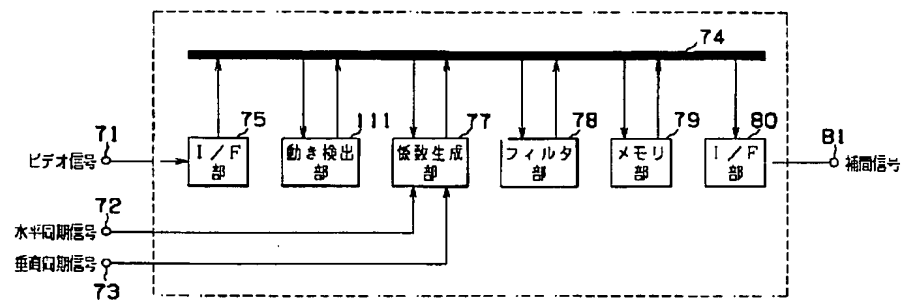 74
71
ビデオ信号
75
I/F
部
111
動き検出
部
77
係数生成
部
78
フィルタ
部
79
メモリ
部
80
I/F
部
81
補間信号
72
水平同期信号
垂直同期信号
73